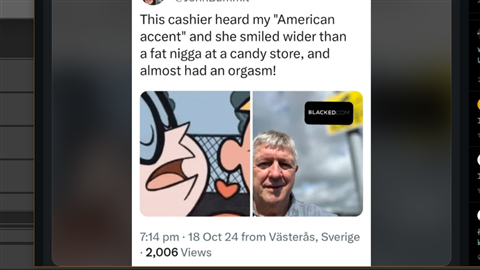 This cashier heard my "American
accent" and she smiled wider than
a fat nigga at a candy store, and
almost had an orgasm!
BLACKED.COM
7:14 pm · 18 Oct 24 from Västerås, Sverige
· 2,006 Views